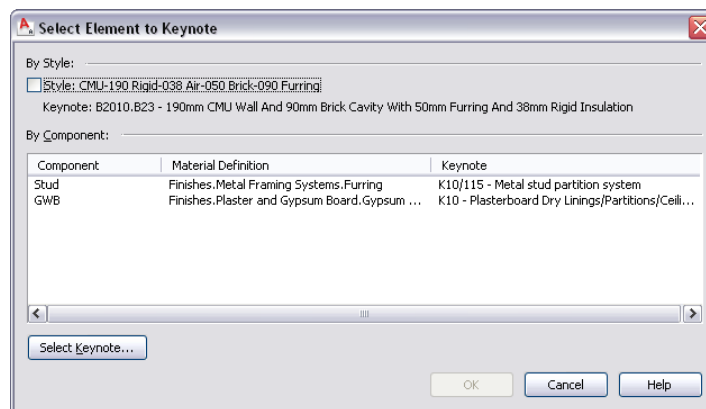 Select Element to Keynote
By Style:
Style: CMU-190 Rigid-038 Air-050 Brick-090 Furring
Keynote: B2010.B23 - 190mm CMU Wall And 90mm Brick Cavity With 50mm Furring And 38mm Rigid Insulation
By Component:
Component Material Definition Keynote
Stud Finishes.Metal Framing Systems.Furring K10/115 - Metal stud partition system
GWB Finishes.Plaster and Gypsum Board.Gypsum ... K10 - Plasterboard Dry Linings/Partitions/Ceili...
Select Keynote...
OK Cancel Help